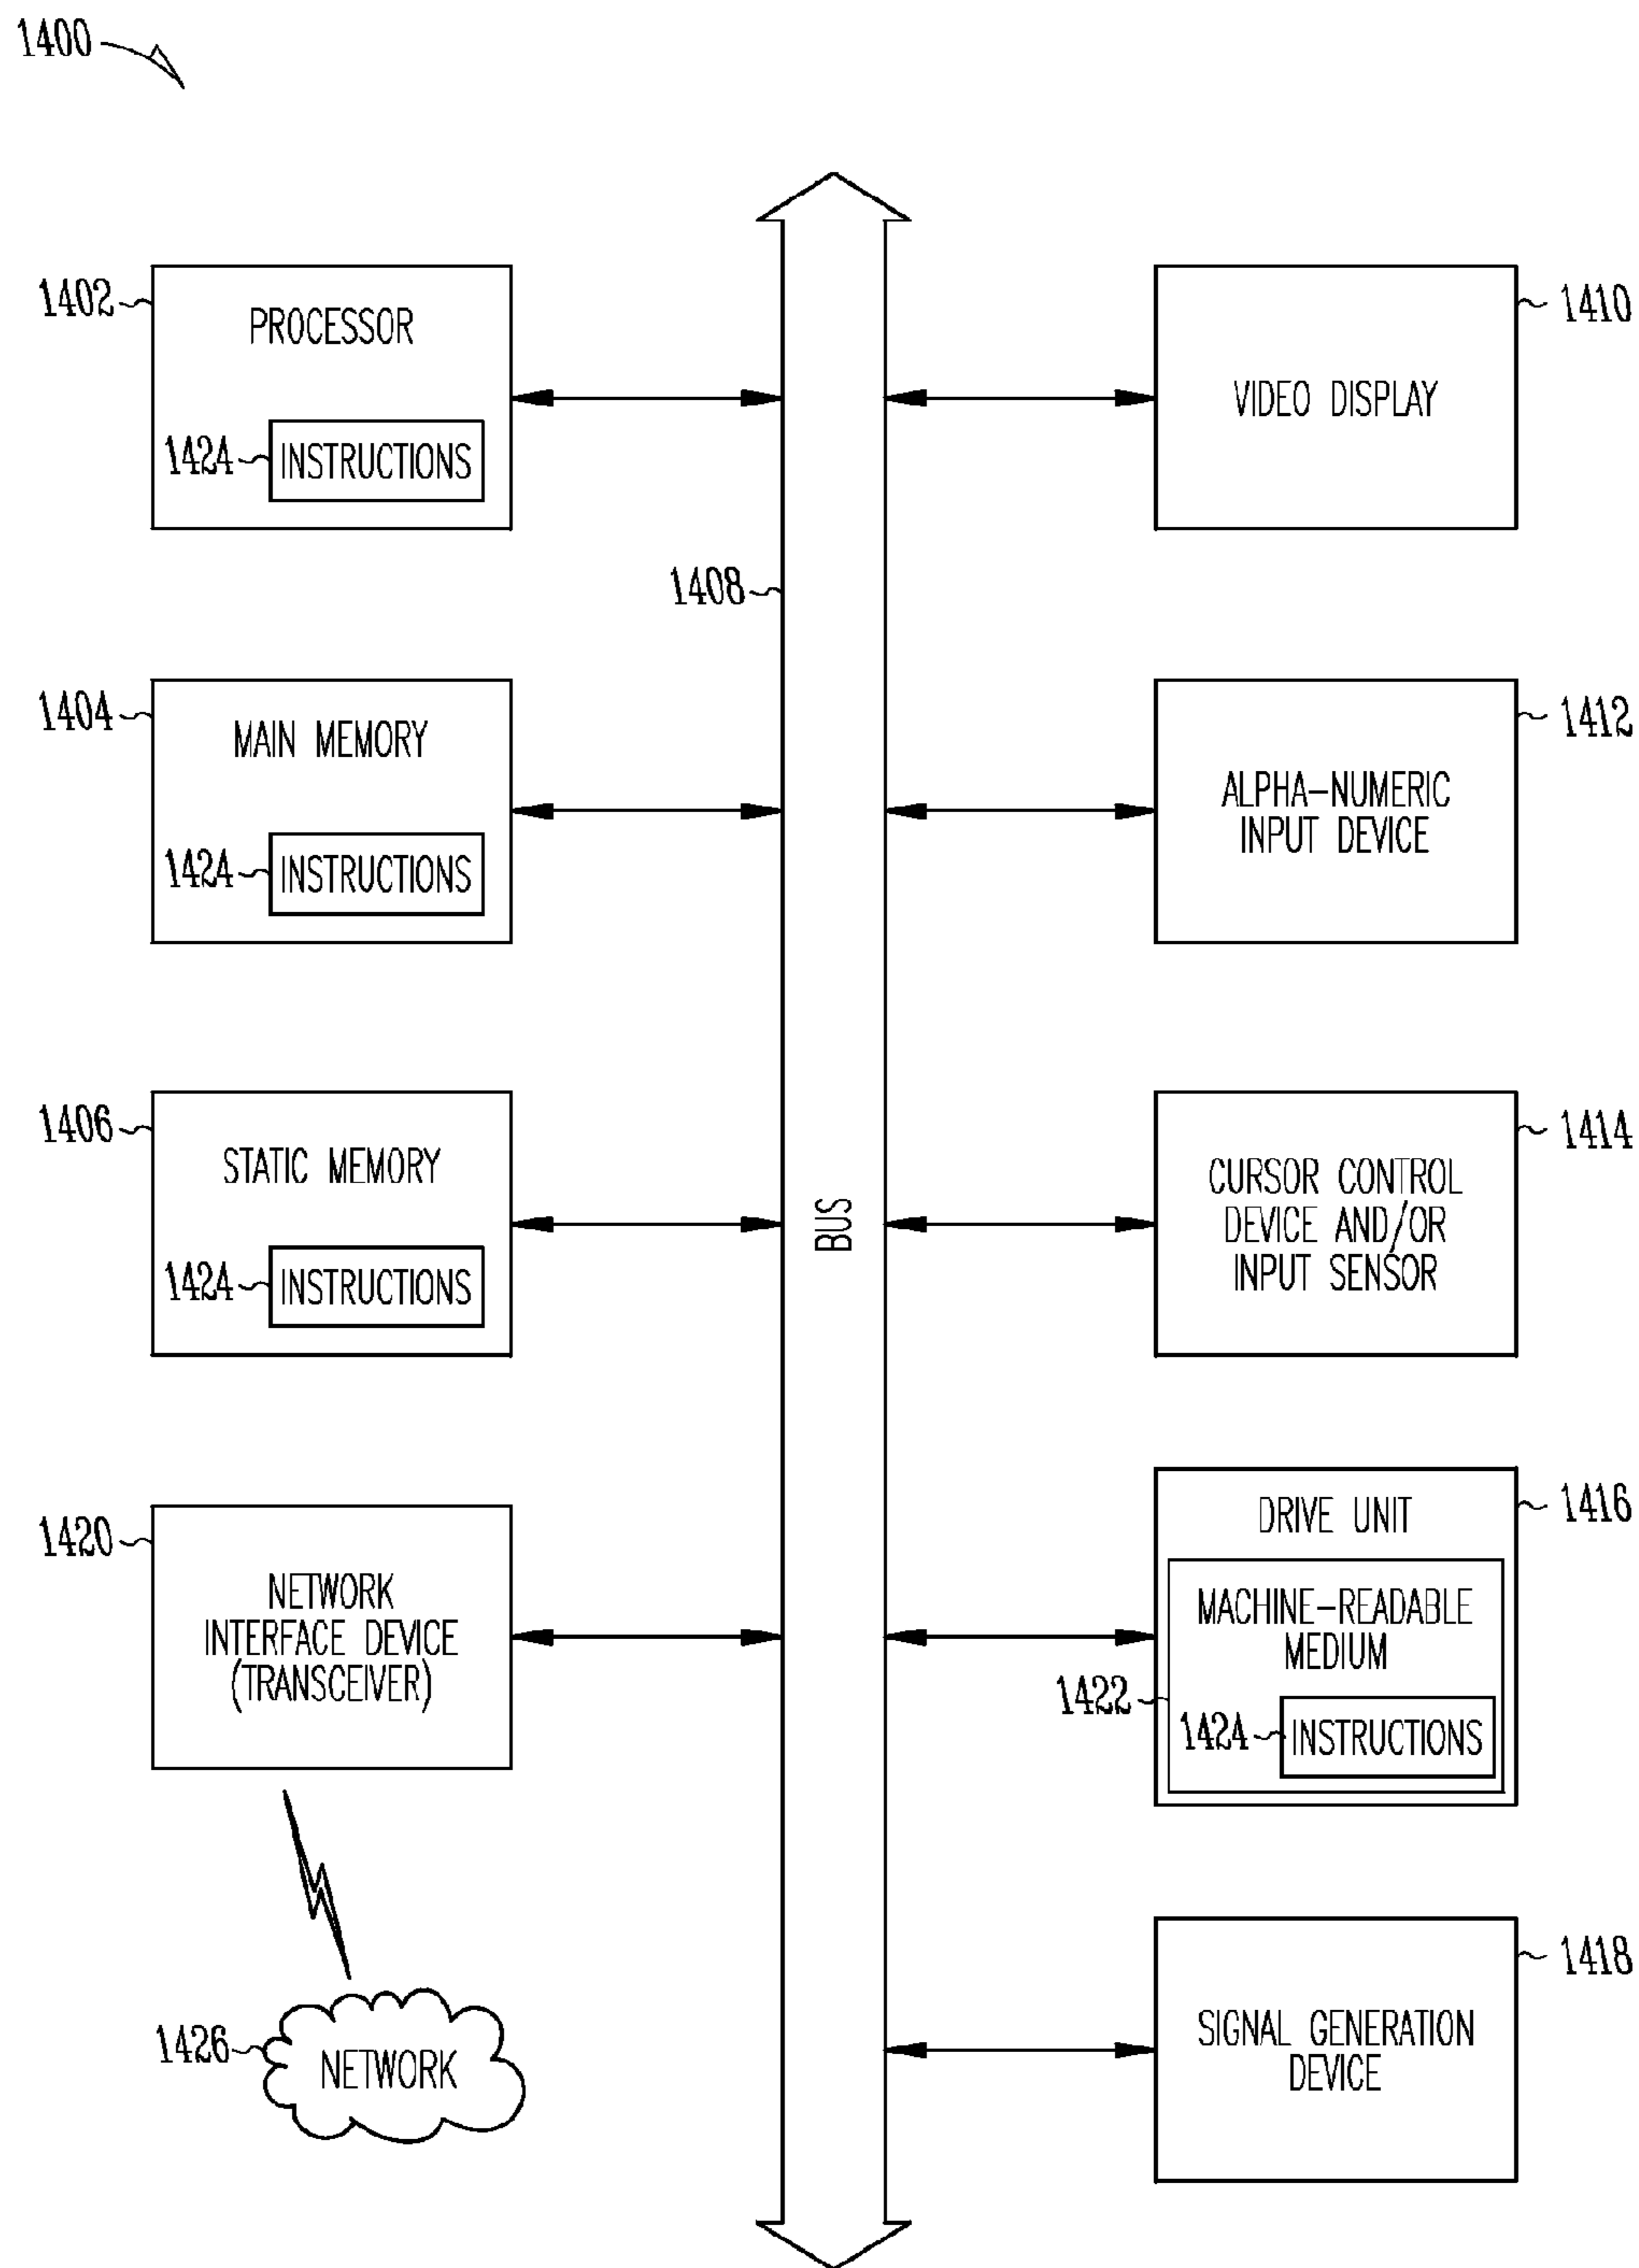 1400
1402
PROCESSOR
1424
INSTRUCTIONS
1404
MAIN MEMORY
1424
INSTRUCTIONS
1406
STATIC MEMORY
1424
INSTRUCTIONS
1420
NETWORK
INTERFACE DEVICE
(TRANSCEIVER)
1426
NETWORK
1408
BUS
1410
VIDEO DISPLAY
1412
ALPHA-NUMERIC
INPUT DEVICE
1414
CURSOR CONTROL
DEVICE AND/OR
INPUT SENSOR
1416
DRIVE UNIT
MACHINE-READABLE
MEDIUM
1422
1424
INSTRUCTIONS
1418
SIGNAL GENERATION
DEVICE